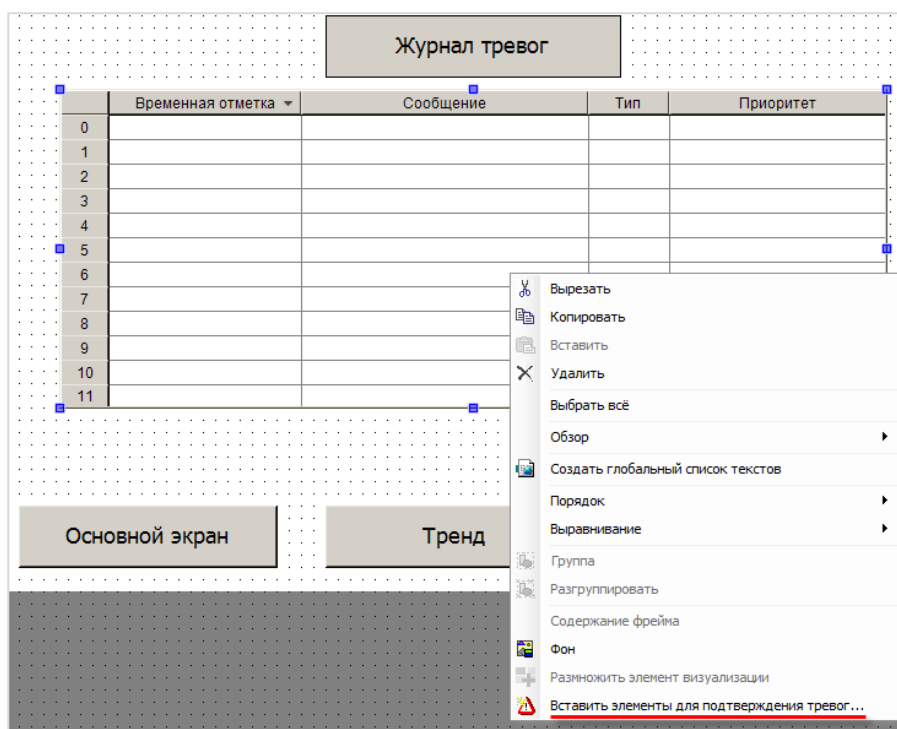 Журнал тревог
Временная отметка Сообщение Тип Приоритет
0
1
2
3
4
5
6
7
8
9
10
11
Вырезать
Копировать
Вставить
Удалить
Выбрать всё
Обзор
Создать глобальный список текстов
Порядок
Выравнивание
Группа
Разгруппировать
Содержание фрейма
Фон
Размножить элемент визуализации
Вставить элементы для подтверждения тревог...
Основной экран
Тренд